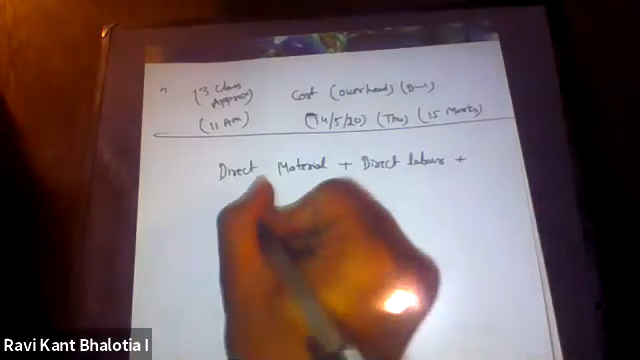 (3 Class Cost (overhead) (D-1)
Approx)
(11 Am) (14/5/20) (Thu) (15 Marks)
Direct Material + Direct labour +
Ravi Kant Bhalotia I